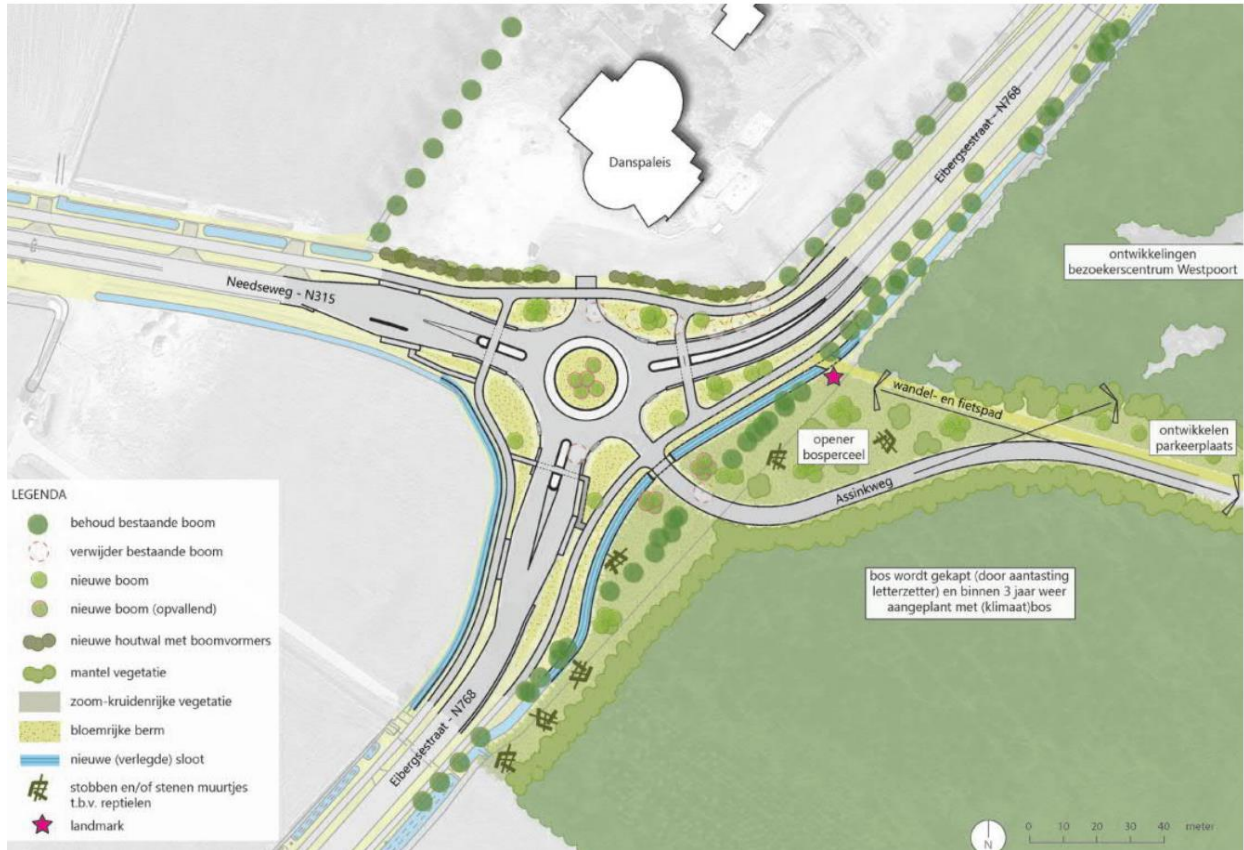 Danspaleis
Eibergsestraat - N768
ontwikkelingen
bezoekerscentrum Westpoort
Needseweg - N315
wandel- en fietspad
opener
bosperceel
ontwikkelen
parkeerplaats
Assinkweg
bos wordt gekapt (door aantasting
letterzetter) en binnen 3 jaar weer
aangeplant met (klimaat)bos
Eibergsestraat - N768
LEGENDA
behoud bestaande boom
verwijder bestaande boom
nieuwe boom
nieuwe boom (opvallend)
nieuwe houtwal met boomvormers
mantel vegetatie
zoom-kruidenrijke vegetatie
bloemrijke berm
nieuwe (verlegde) sloot
stobben en/of stenen muurtjes
t.b.v. reptielen
landmark
N
0 10 20 30 40 meter